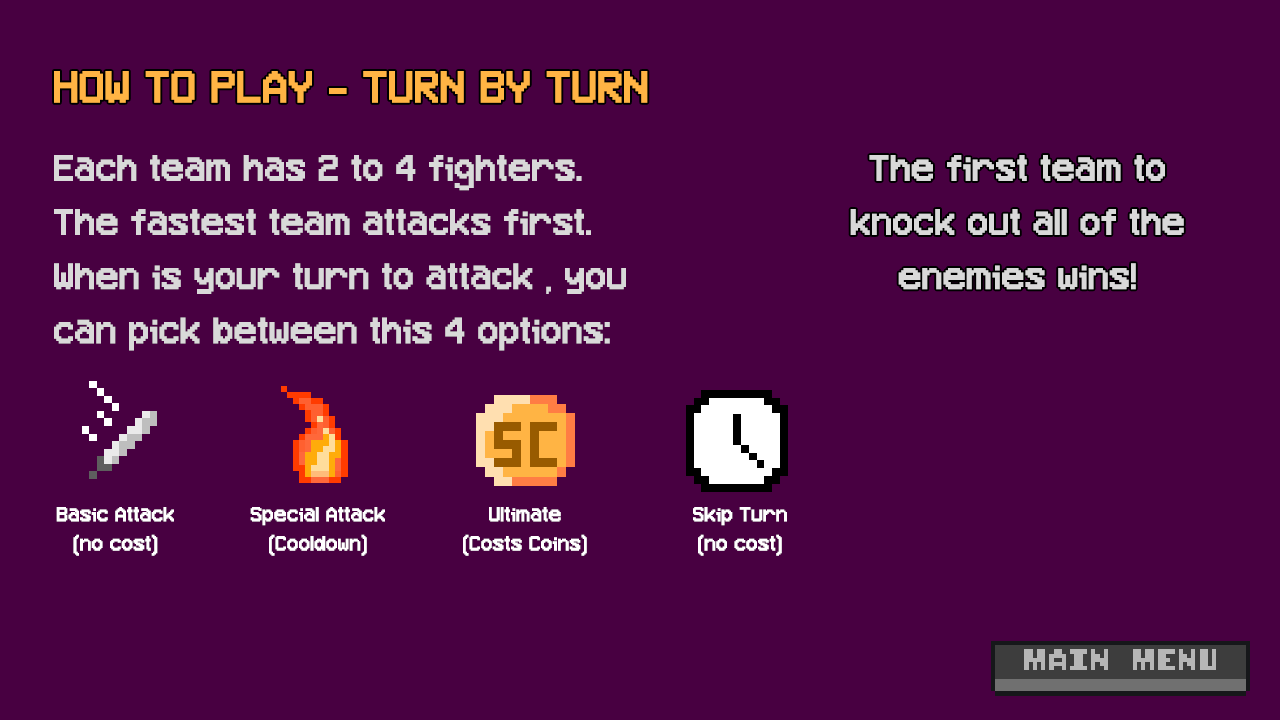 HOW TO PLAY - TURN BY TURN
Each team has 2 to 4 fighters.
The fastest team attacks first.
When is your turn to attack , you
can pick between this 4 options:
The first team to
knock out all of the
enemies wins!
SC
Basic Attack
(no cost)
Special Attack
(Cooldown)
Ultimate
(Costs Coins)
Skip Turn
(no cost)
MAIN MENU